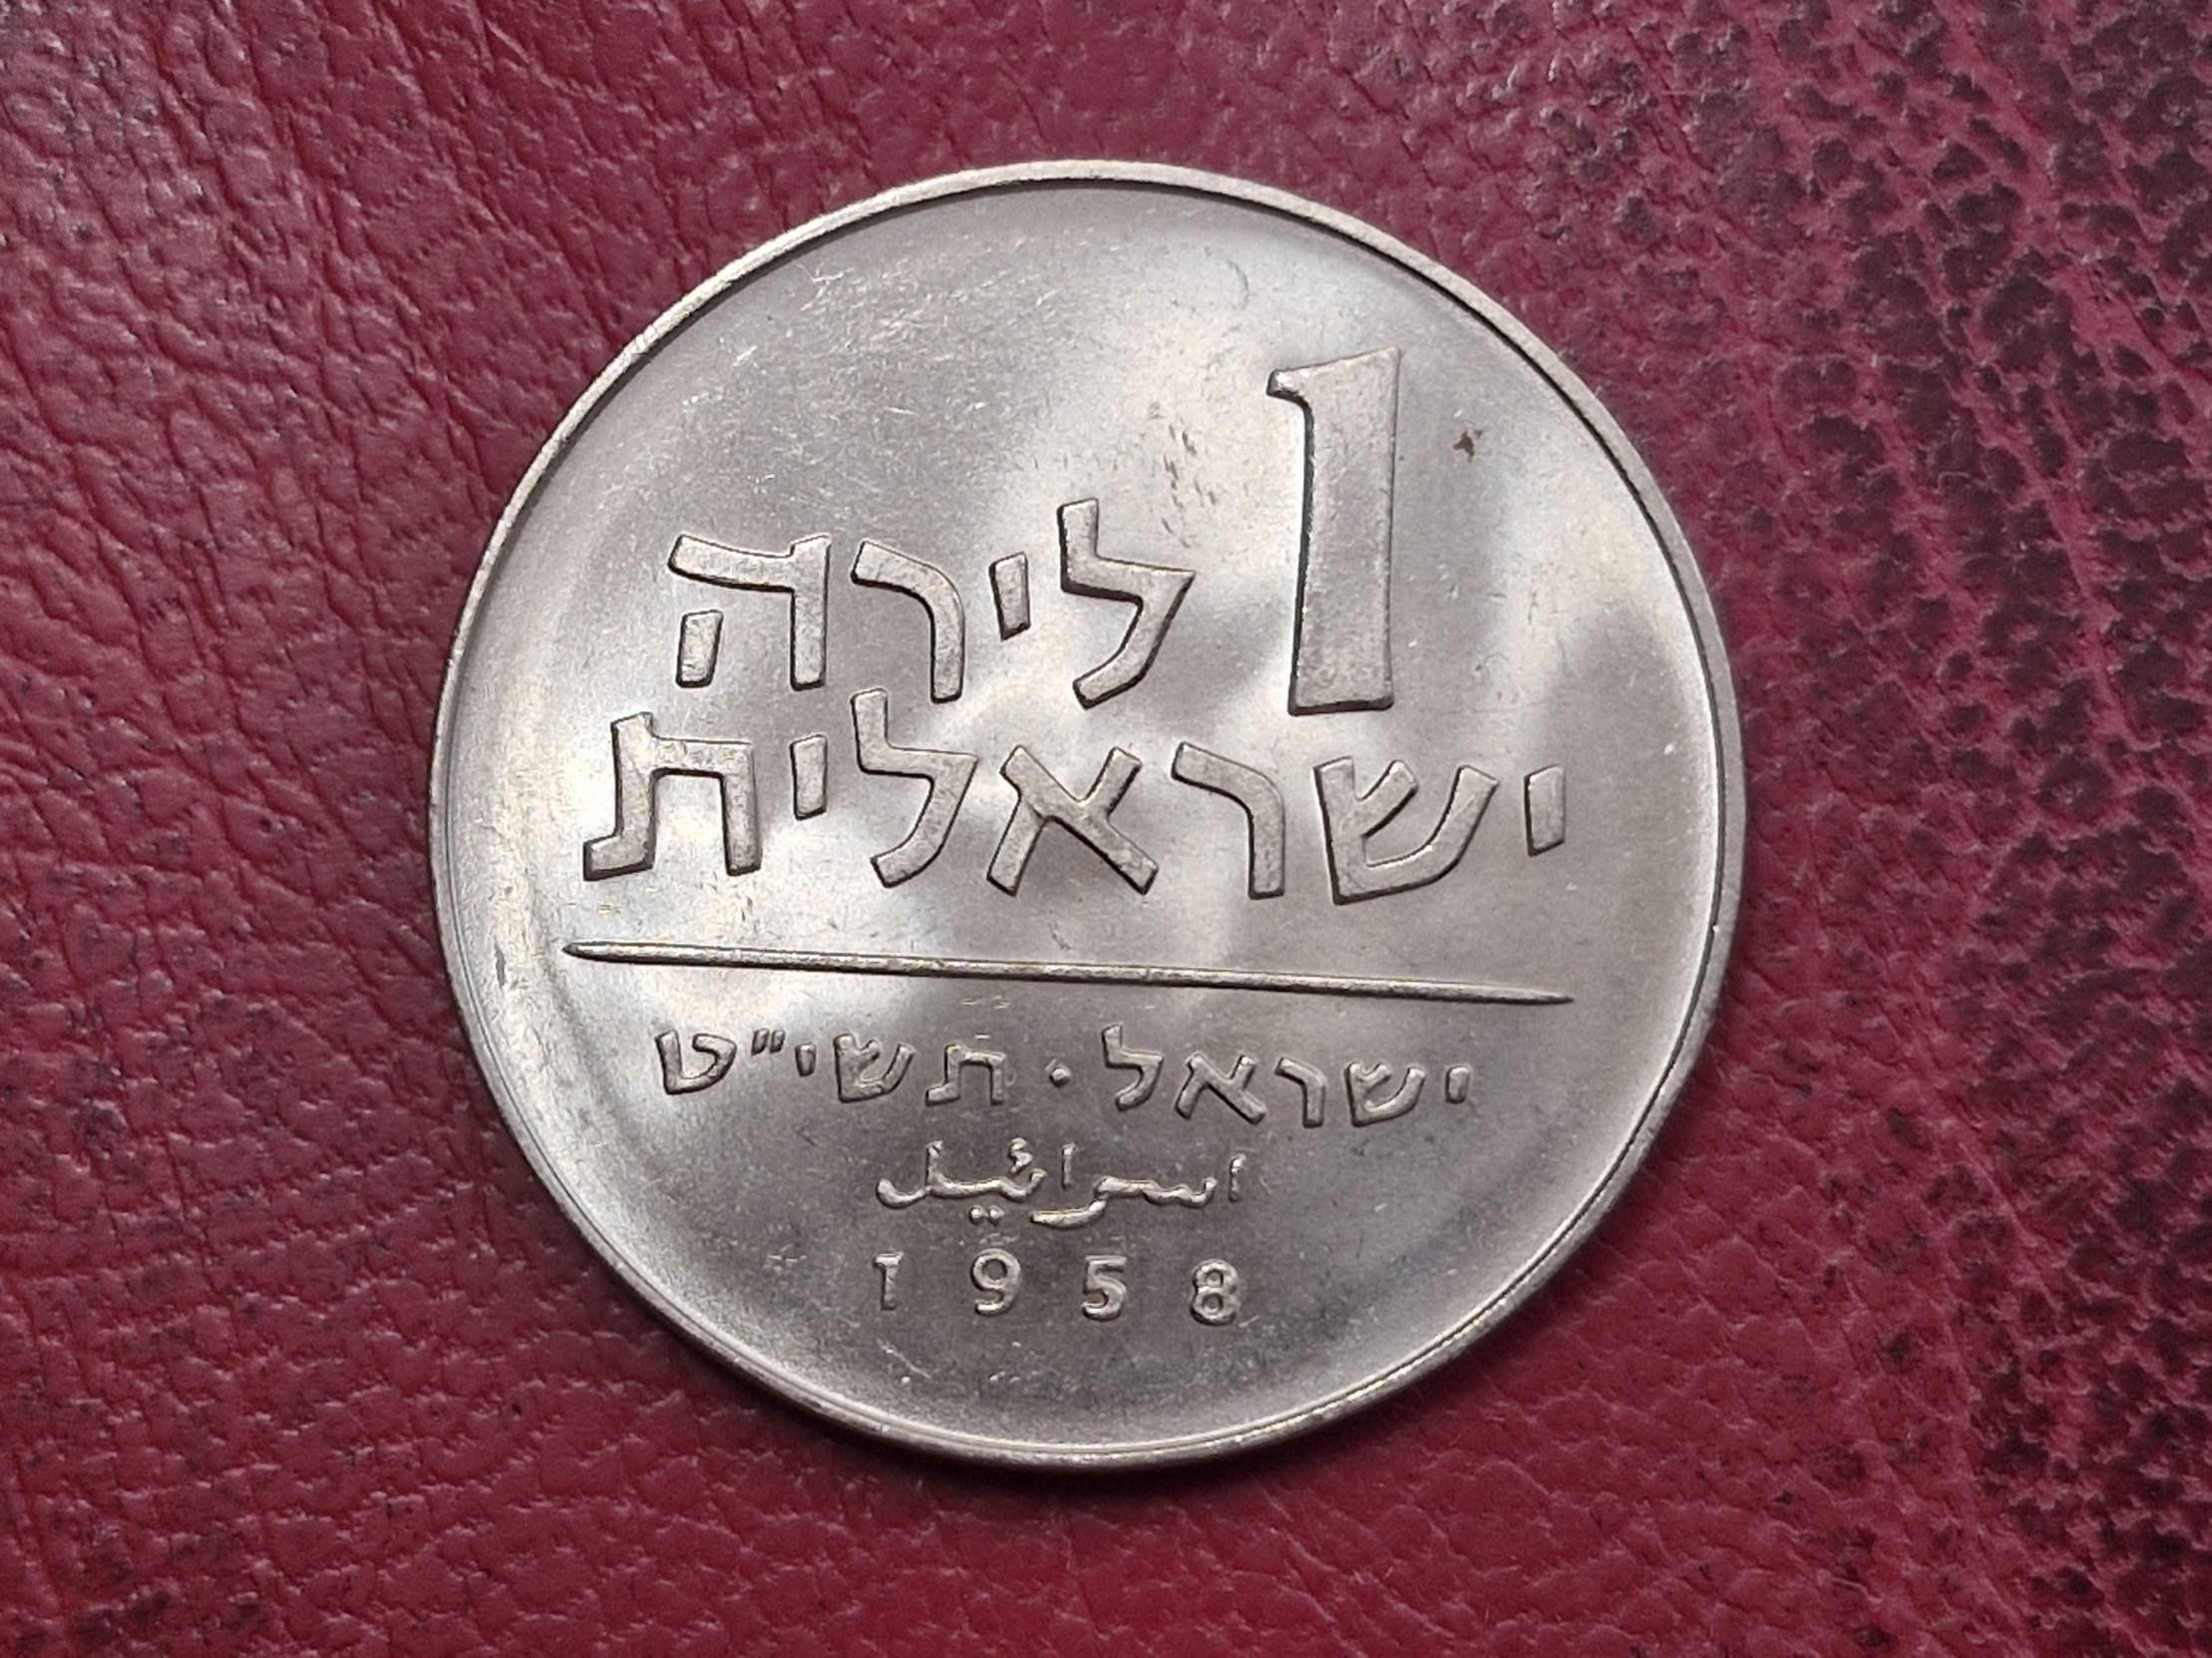 1 לירה
ישראלית
ישראל · תשי"ט
اسرائيل
1958